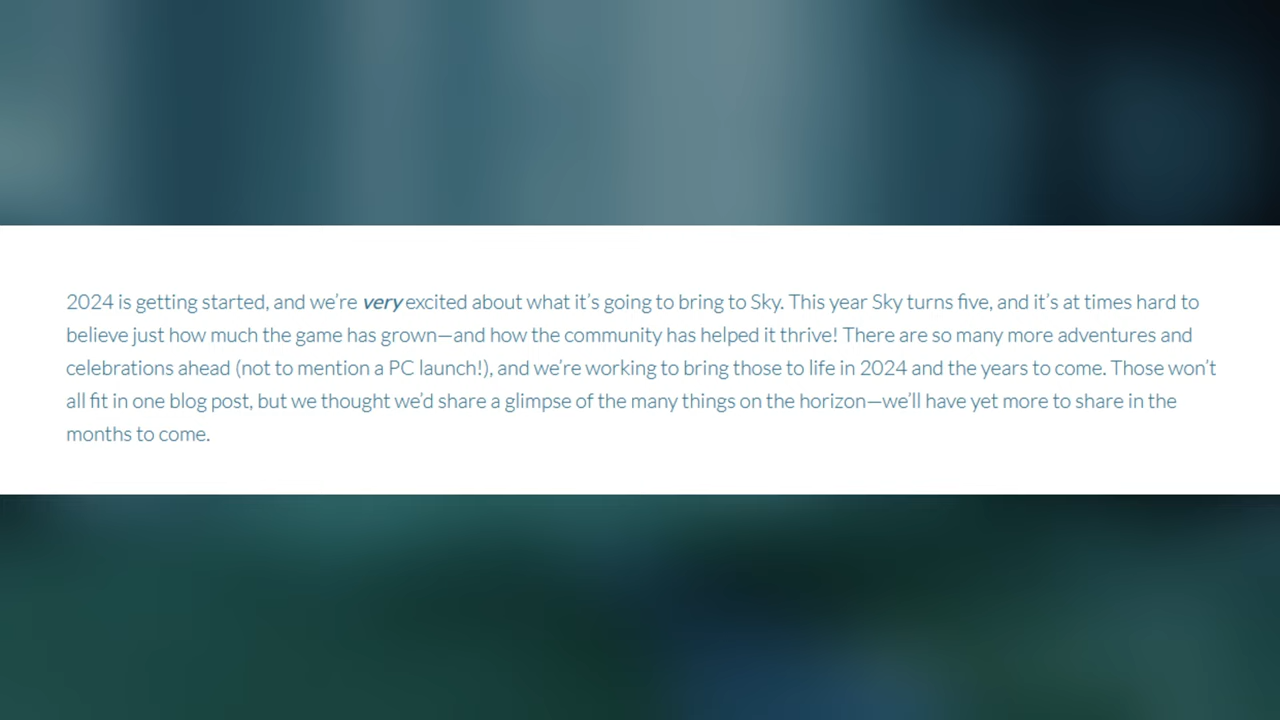 2024 is getting started, and we’re very excited about what it’s going to bring to Sky. This year Sky turns five, and it’s at times hard to
believe just how much the game has grown—and how the community has helped it thrive! There are so many more adventures and
celebrations ahead (not to mention a PC launch!), and we’re working to bring those to life in 2024 and the years to come. Those won’t
all fit in one blog post, but we thought we’d share a glimpse of the many things on the horizon—we’ll have yet more to share in the
months to come.